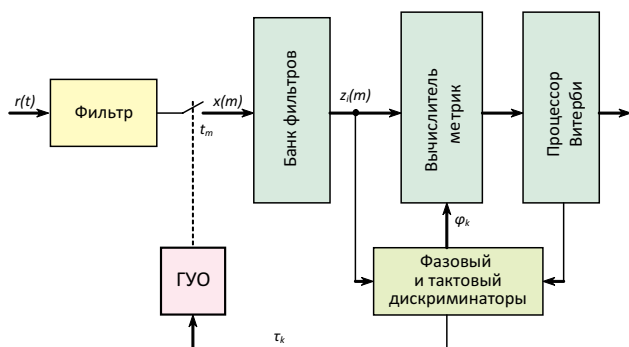 r(t)
Фильтр
t_m
x(m)
Банк фильтров
z_i(m)
Вычислитель
метрик
Процессор
Витерби
φ_k
ГУО
Фазовый
и тактовый
дискриминаторы
τ_k